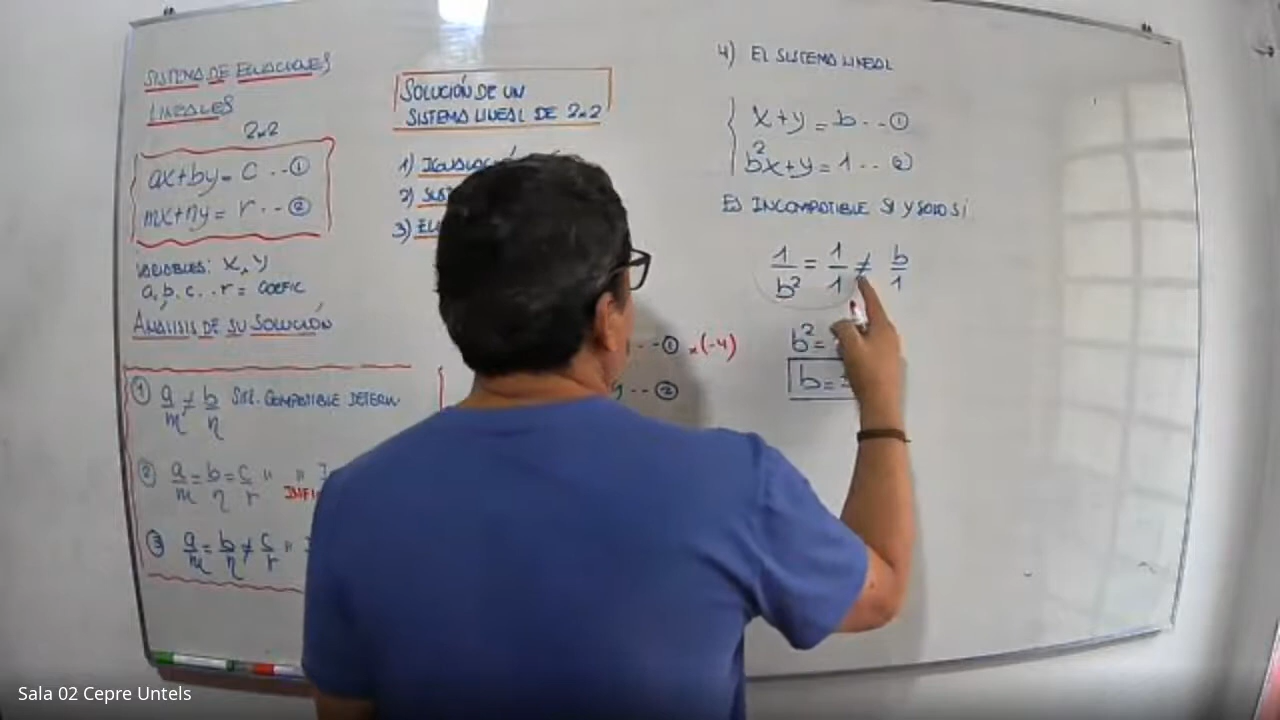 SISTEMA DE ECUACIONES
LINEALES
2x2
ax+by= C ..①
mx+ny= r ..②
VARIABLES: x, y
a, b, c..r = COEFIC
ANALISIS DE SU SOLUCIÓN
① a/m ≠ b/n SIST. COMPATIBLE DETERM.
② a/m = b/n = c/r " "
③ a/m = b/n ≠ c/r "
SOLUCIÓN DE UN
SISTEMA LINEAL DE 2x2
1)
2)
3)
--① x(-4)
--②
4) EL SISTEMA LINEAL
x+y = b --①
b²x+y = 1 ..②
ES INCOMPATIBLE SI Y SOLO SI
1/b² = 1/1 ≠ b/1
b² =
b =
Sala 02 Cepre Untels